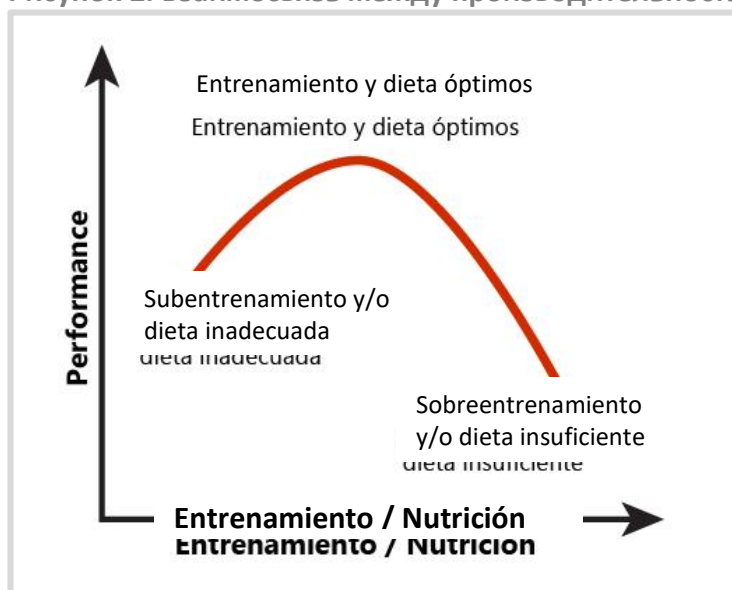 Entrenamiento y dieta óptimos
Entrenamiento y dieta óptimos
Performance
Subentrenamiento y/o
dieta inadecuada
dieta inadecuada
Sobreentrenamiento
y/o dieta insuficiente
dieta insuficiente
Entrenamiento / Nutrición
Entrenamiento / Nutrición